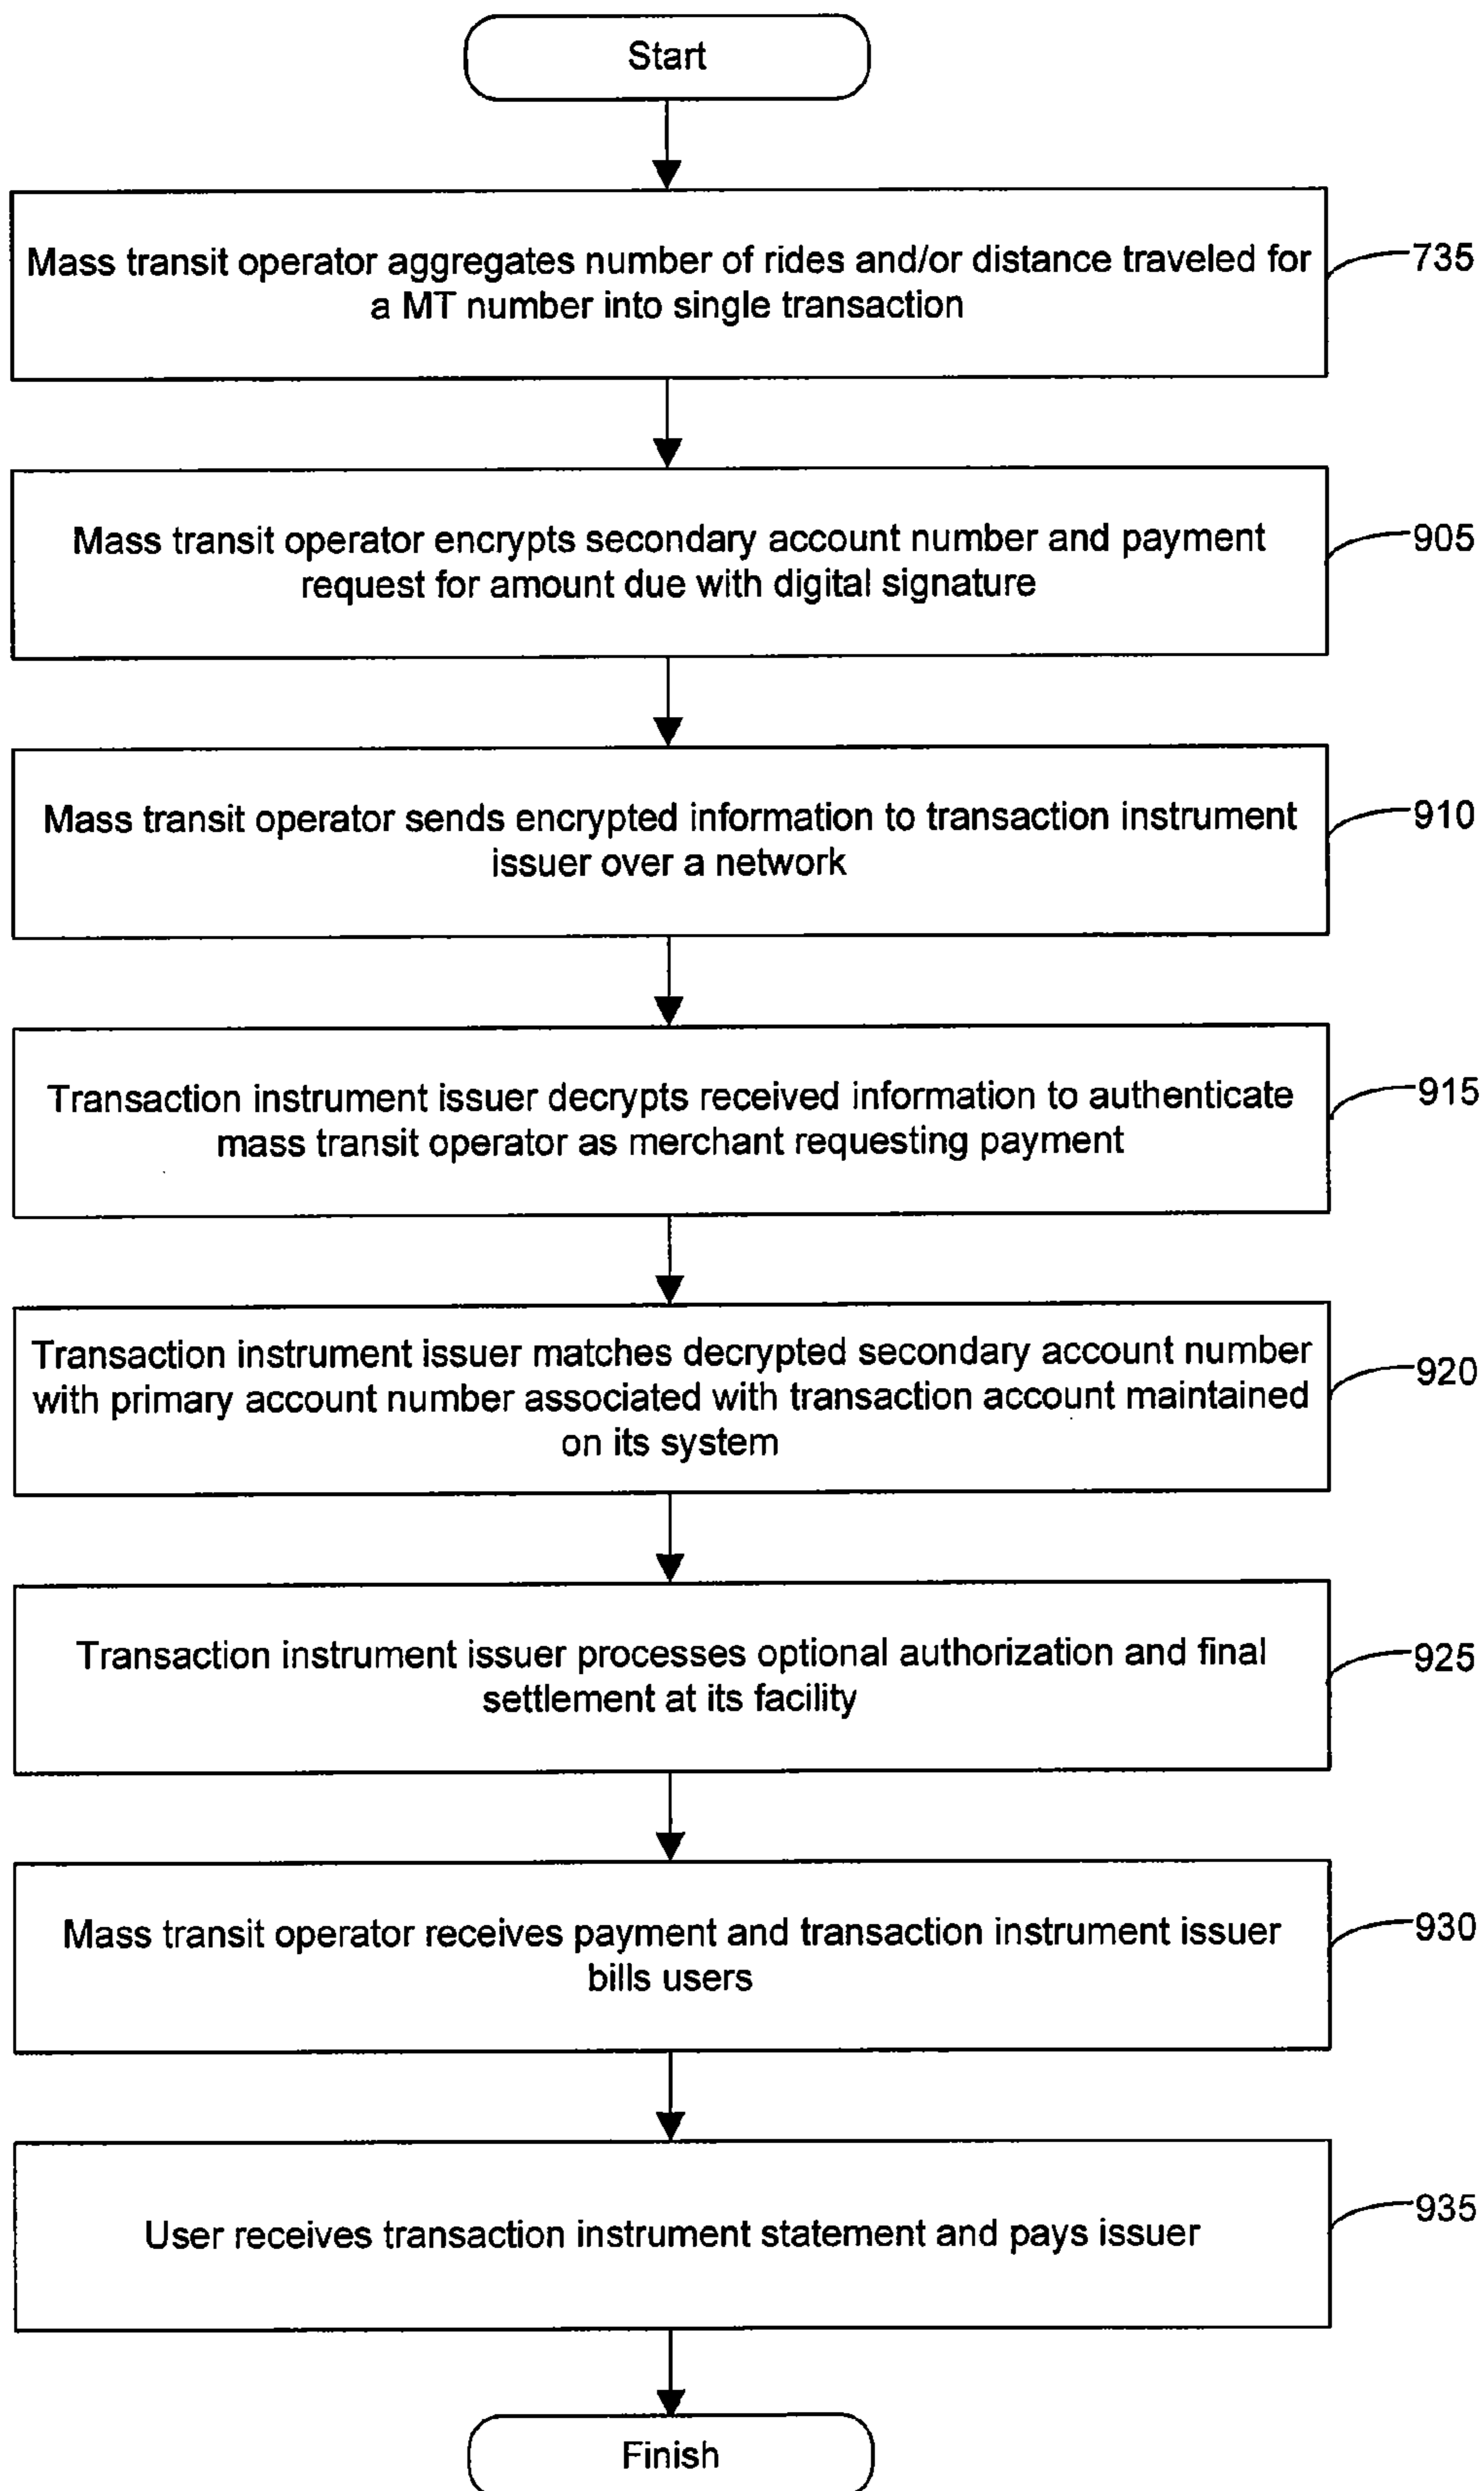 Start
Mass transit operator aggregates number of rides and/or distance traveled for
a MT number into single transaction
735
Mass transit operator encrypts secondary account number and payment
request for amount due with digital signature
905
Mass transit operator sends encrypted information to transaction instrument
issuer over a network
910
Transaction instrument issuer decrypts received information to authenticate
mass transit operator as merchant requesting payment
915
Transaction instrument issuer matches decrypted secondary account number
with primary account number associated with transaction account maintained
on its system
920
Transaction instrument issuer processes optional authorization and final
settlement at its facility
925
Mass transit operator receives payment and transaction instrument issuer
bills users
930
User receives transaction instrument statement and pays issuer
935
Finish